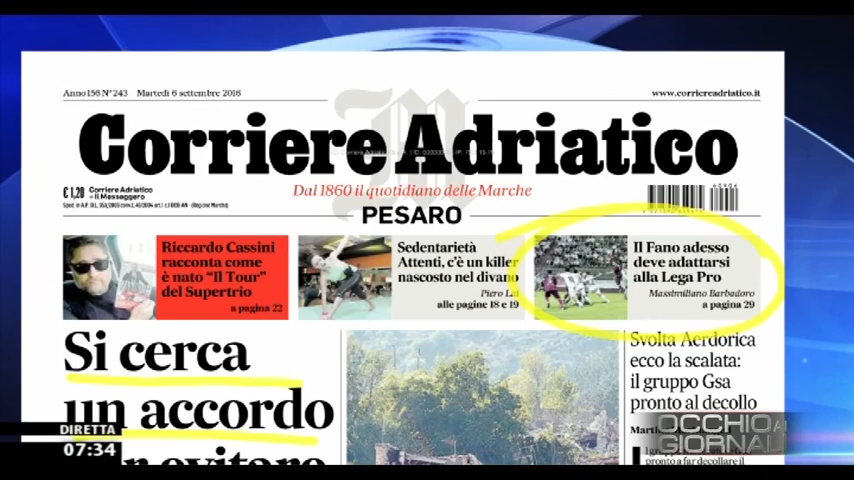 Anno 156 N° 243 Martedì 6 settembre 2016
www.corriereadriatico.it
Corriere Adriatico
€ 1,20 Corriere Adriatico
+ Il Messaggero
Dal 1860 il quotidiano delle Marche
PESARO
Riccardo Cassini
racconta come
è nato “Il Tour”
del Supertrio
a pagina 22
Sedentarietà
Attenti, c'è un killer
nascosto nel divano
Piero
alle pagine 18 e 19
Il Fano adesso
deve adattarsi
alla Lega Pro
Massimiliano Barbadoro
a pagina 29
Si cerca
un accordo
Svolta Aerdorica
ecco la scalata:
il gruppo Gsa
pronto al decollo
DIRETTA
07:34
OCCHIO AI
GIORNALI